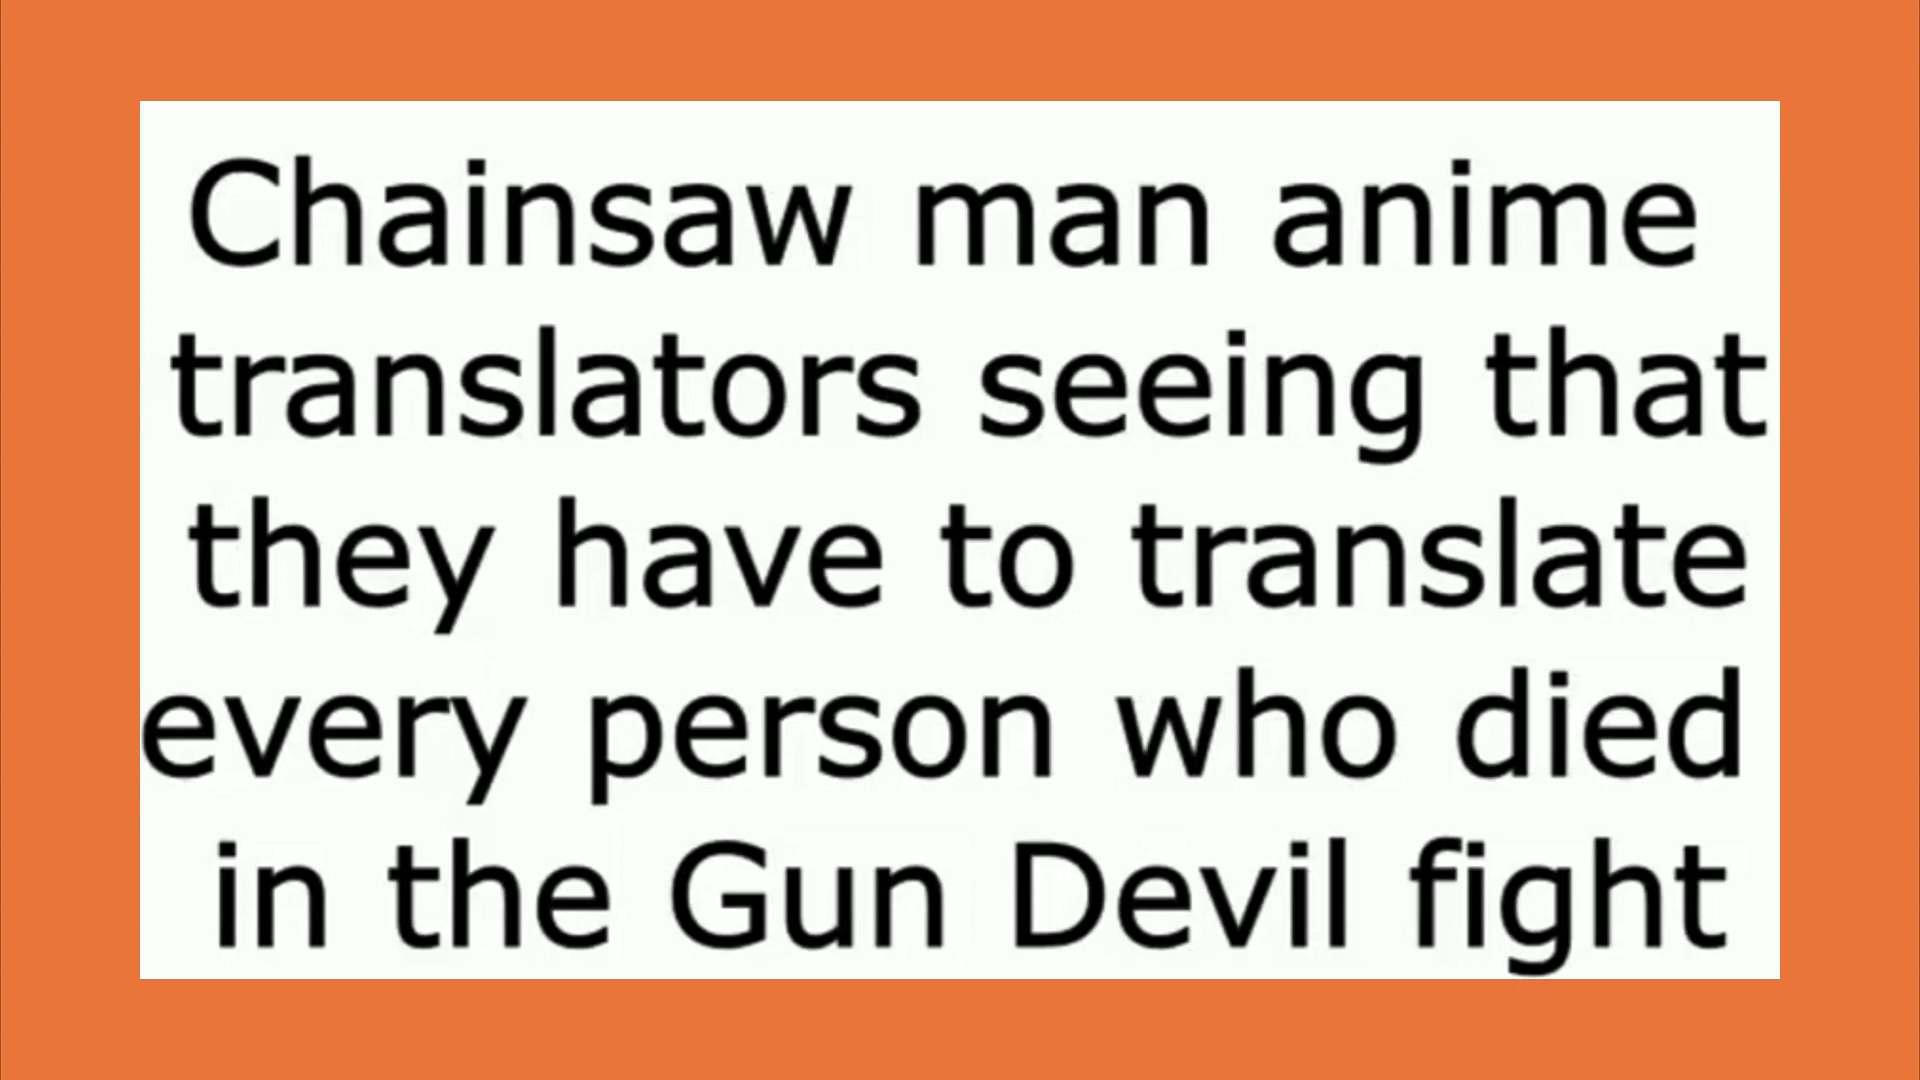 Chainsaw man anime
translators seeing that
they have to translate
every person who died
in the Gun Devil fight